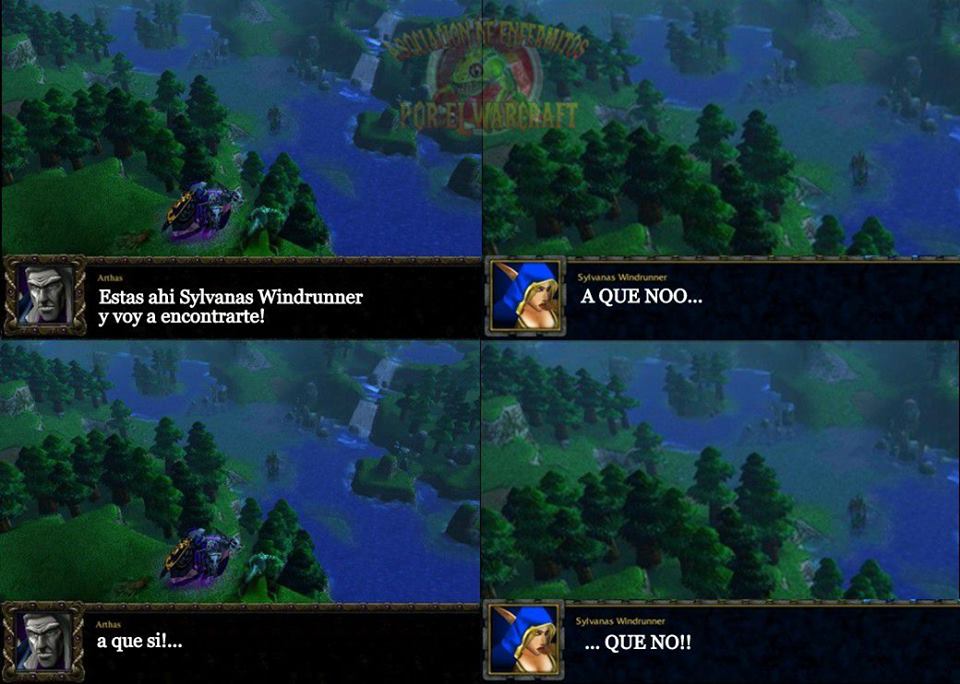 ASOCIACION DE ENFERMITOS
POR EL WARCRAFT
Arthas
Estas ahi Sylvanas Windrunner
y voy a encontrarte!
Sylvanas Windrunner
A QUE NOO...
Arthas
a que si!...
Sylvanas Windrunner
... QUE NO!!